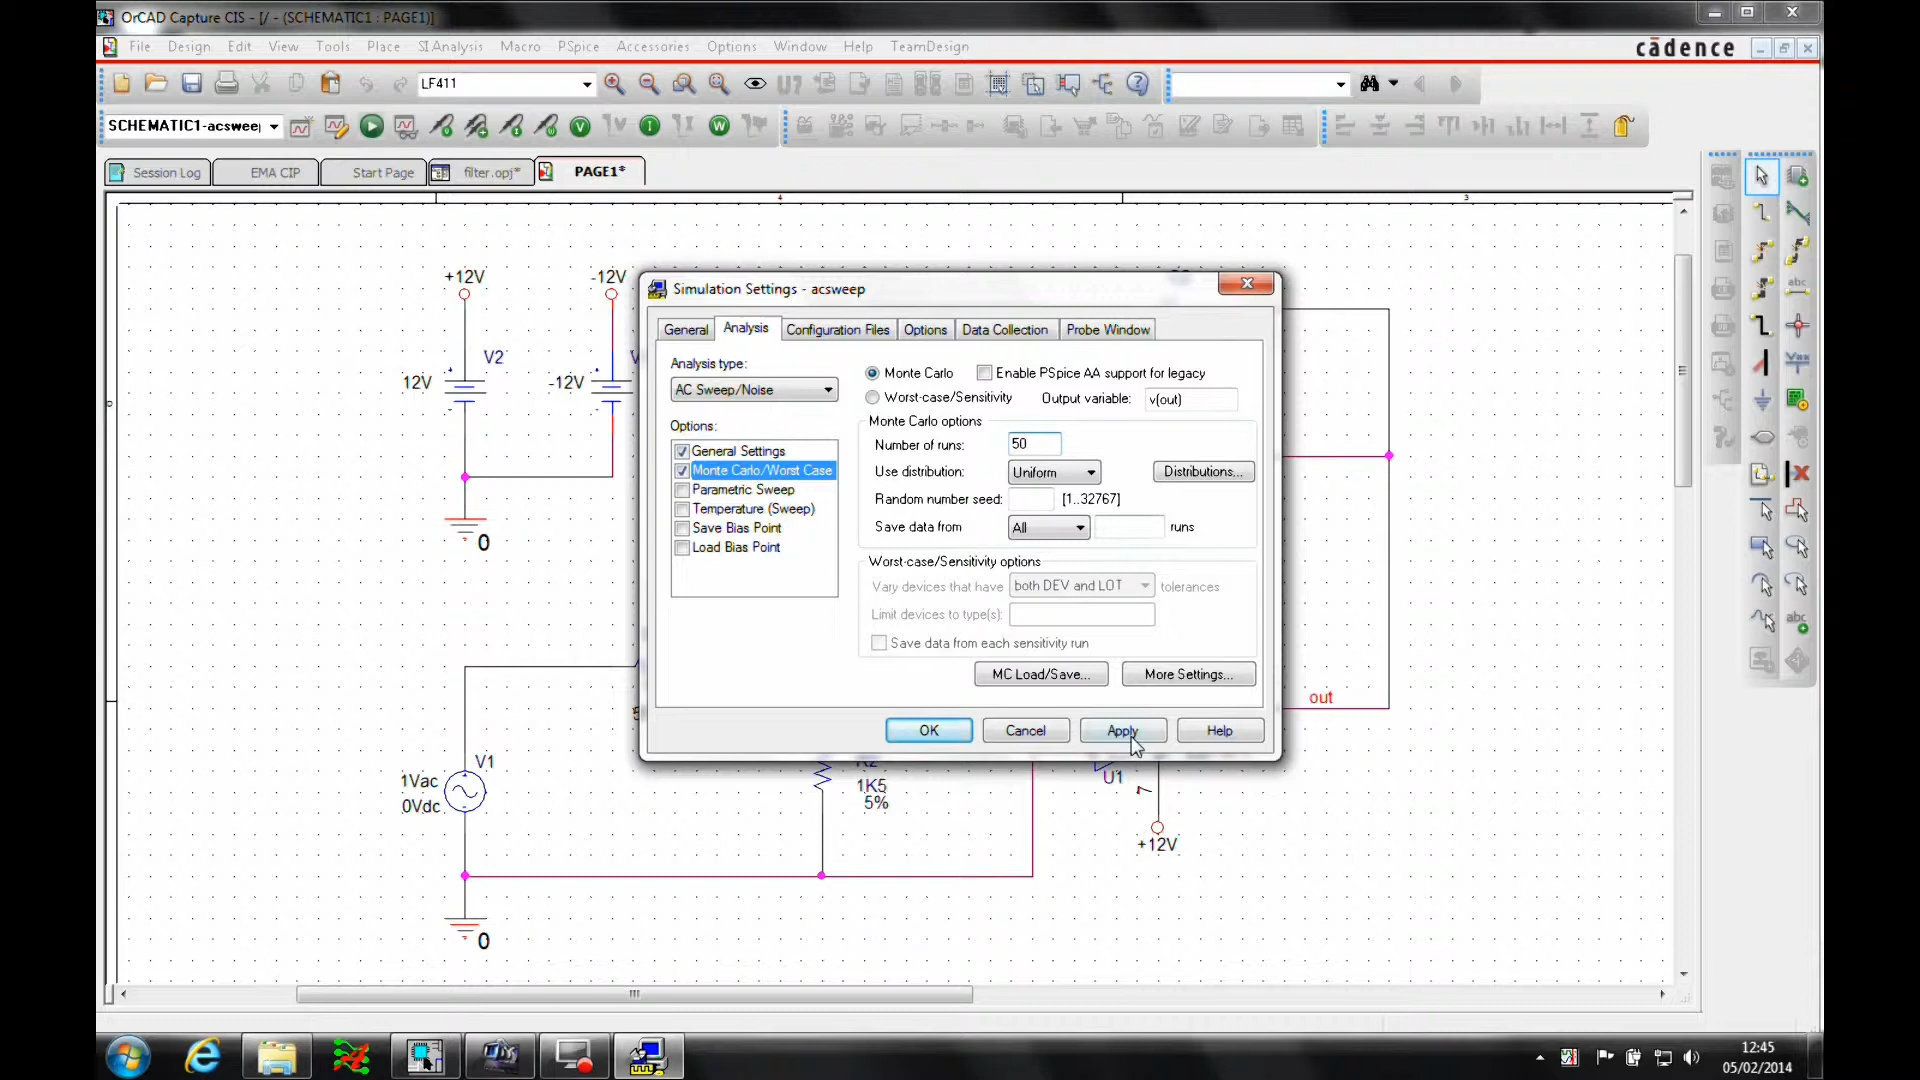 OrCAD Capture CIS - [/ - (SCHEMATIC1 : PAGE1)]
File Design Edit View Tools Place SI Analysis Macro PSpice Accessories Options Window Help TeamDesign
cādence
LF411
SCHEMATIC1-acsweep
Session Log
EMA CIP
Start Page
filter.opj*
PAGE1*
4
3
+12V
-12V
V2
12V
-12V
0
Simulation Settings - acsweep
General
Analysis
Configuration Files
Options
Data Collection
Probe Window
Analysis type:
AC Sweep/Noise
Options:
General Settings
Monte Carlo/Worst Case
Parametric Sweep
Temperature (Sweep)
Save Bias Point
Load Bias Point
Monte Carlo
Enable PSpice AA support for legacy
Worst-case/Sensitivity
Output variable:
v(out)
Monte Carlo options
Number of runs:
50
Use distribution:
Uniform
Distributions...
Random number seed:
[1..32767]
Save data from
All
runs
Worst-case/Sensitivity options
Vary devices that have
both DEV and LOT
tolerances
Limit devices to type(s):
Save data from each sensitivity run
MC Load/Save...
More Settings...
OK
Cancel
Apply
Help
out
V1
1Vac
0Vdc
0
R2
1K5
5%
U1
7
+12V
12:45
05/02/2014